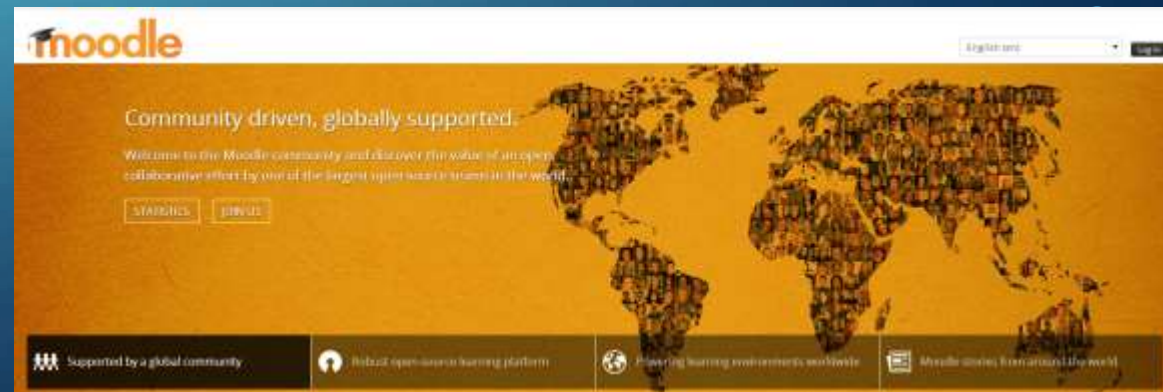 moodle
English (en)
Log in
Community driven, globally supported.
Welcome to the Moodle community and discover the value of an open,
collaborative effort by one of the largest open-source teams in the world.
STATISTICS
JOIN US
Supported by a global community
Robust open-source learning platform
Powering learning environments worldwide
Moodle stories from around the world